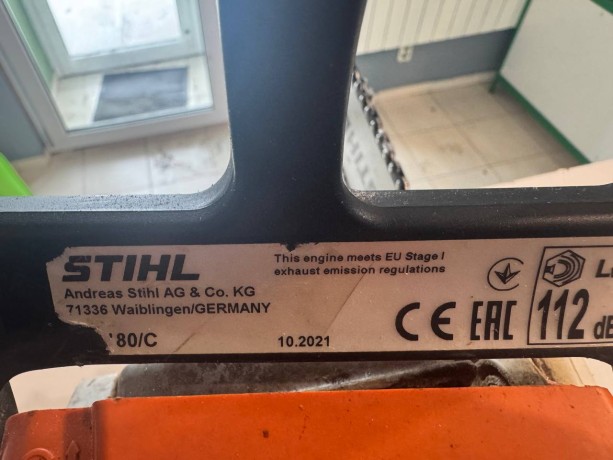 STIHL
Andreas Stihl AG & Co. KG
71336 Waiblingen/GERMANY
80/C
10.2021
This engine meets EU Stage I
exhaust emission regulations
CE EAC
112
dB